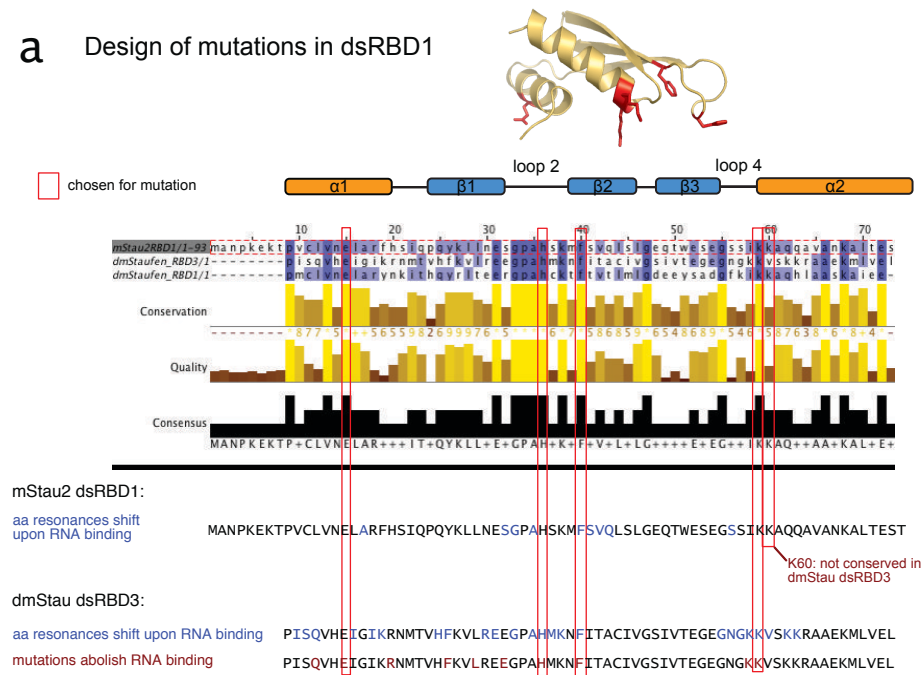 a Design of mutations in dsRBD1
loop 2 loop 4
chosen for mutation α1 β1 β2 β3 α2
10 20 30 40 50 60 70
mStau2RBD1/1-93 manpkektpvclvnelarfhsiqpqykllnesgpahskmfsvqlslgeqtwesegssikkaqqavankaltes
dmStaufen_RBD3/1- --------pisqvheigikrnmtvhfkvlreegpahmknfitacivgsivtegegngkkvskkraaekmlvel
dmStaufen_RBD1/1- --------pmclvnelarynkithqyrlteergpahcktftvtlmlgdeeysadgfkikkaqhlaaskaiee-
Conservation
Quality
Consensus
MANPKEKTP+CLVNELAR+++IT+QYKLL+E+GPAH+K+F+V+L+LG++++E+EG++IKKAQ++AA+KAL+E+
mStau2 dsRBD1:
aa resonances shift
upon RNA binding
MANPKEKTPVCLVNELARFHSIQPQYKLLNESGPAHSKMFSVQLSLGEQTWESEGSSIKKAQQAVANKALTEST
K60: not conserved in
dmStau dsRBD3
dmStau dsRBD3:
aa resonances shift upon RNA binding PISQVHEIGIKRNMTVHFKVLREEGPAHMKNFITACIVGSIVTEGEGNGKKVSKKRAAEKMLVEL
mutations abolish RNA binding PISQVHEIGIKRNMTVHFKVLREEGPAHMKNFITACIVGSIVTEGEGNGKKVSKKRAAEKMLVEL